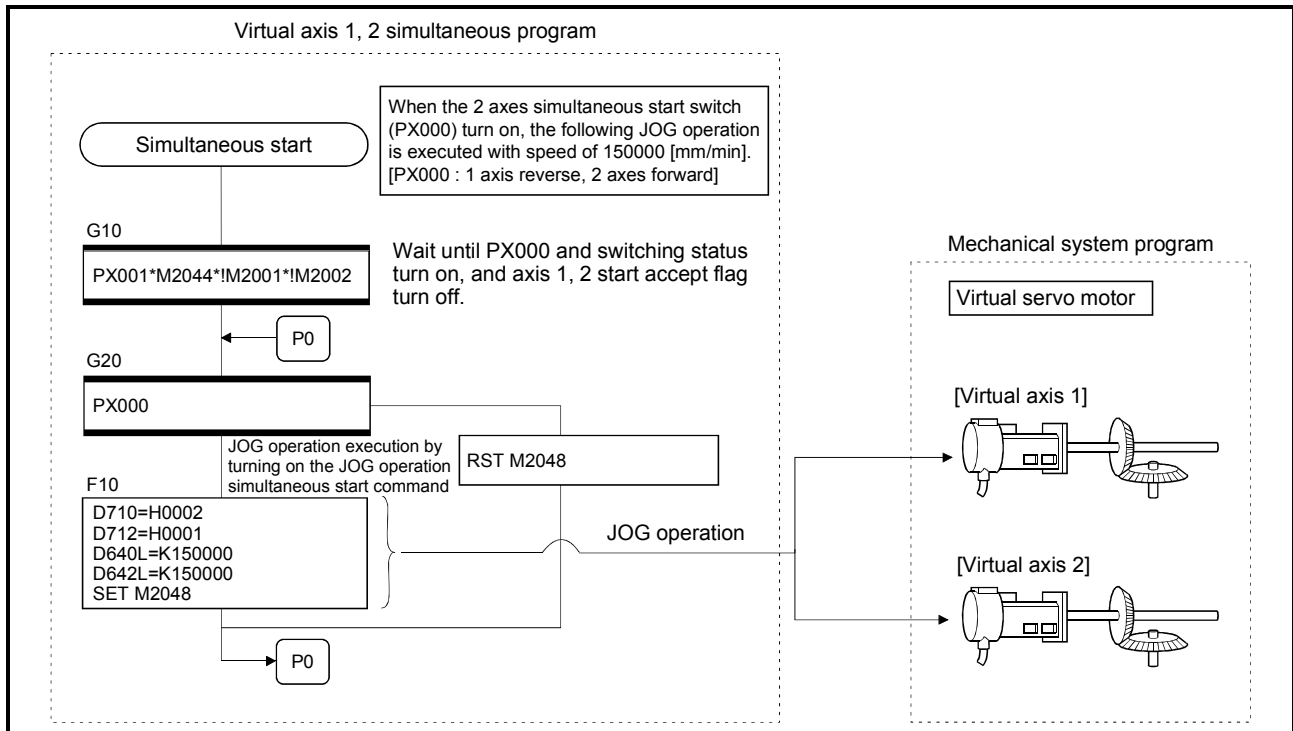 Virtual axis 1, 2 simultaneous program
When the 2 axes simultaneous start switch
(PX000) turn on, the following JOG operation
is executed with speed of 150000 [mm/min].
[PX000 : 1 axis reverse, 2 axes forward]
Simultaneous start
G10
PX001*M2044*!M2001*!M2002
Wait until PX000 and switching status
turn on, and axis 1, 2 start accept flag
turn off.
P0
G20
PX000
JOG operation execution by
turning on the JOG operation
simultaneous start command
RST M2048
F10
D710=H0002
D712=H0001
D640L=K150000
D642L=K150000
SET M2048
JOG operation
P0
Mechanical system program
Virtual servo motor
[Virtual axis 1]
[Virtual axis 2]